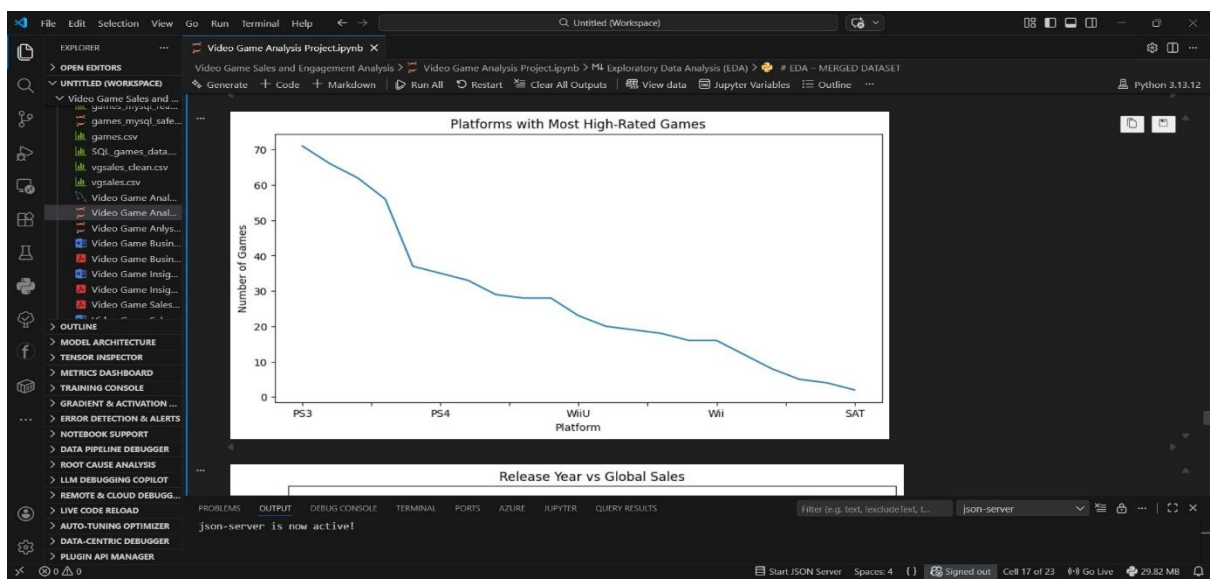 File Edit Selection View Go Run Terminal Help
Untitled (Workspace)
EXPLORER
Video Game Analysis Project.ipynb
OPEN EDITORS
UNTITLED (WORKSPACE)
Video Game Sales and ...
games_mysql_safe...
games.csv
SQL_games_data....
vgsales_clean.csv
vgsales.csv
Video Game Anal...
Video Game Anal...
Video Game Anlys...
Video Game Busin...
Video Game Busin...
Video Game Insig...
Video Game Insig...
Video Game Sales...
OUTLINE
MODEL ARCHITECTURE
TENSOR INSPECTOR
METRICS DASHBOARD
TRAINING CONSOLE
GRADIENT & ACTIVATION ...
ERROR DETECTION & ALERTS
NOTEBOOK SUPPORT
DATA PIPELINE DEBUGGER
ROOT CAUSE ANALYSIS
LLM DEBUGGING COPILOT
REMOTE & CLOUD DEBUGG...
LIVE CODE RELOAD
AUTO-TUNING OPTIMIZER
DATA-CENTRIC DEBUGGER
PLUGIN API MANAGER
Video Game Sales and Engagement Analysis > Video Game Analysis Project.ipynb > M↓ Exploratory Data Analysis (EDA) > # EDA – MERGED DATASET
Generate + Code + Markdown | Run All Restart Clear All Outputs | View data Jupyter Variables Outline ...
Python 3.13.12
Platforms with Most High-Rated Games
Number of Games
70
60
50
40
30
20
10
0
PS3 PS4 WiiU Wii SAT
Platform
Release Year vs Global Sales
PROBLEMS OUTPUT DEBUG CONSOLE TERMINAL PORTS AZURE JUPYTER QUERY RESULTS
json-server
json-server is now active!
0 0 0
Start JSON Server Spaces: 4 {} Signed out Cell 17 of 23 Go Live 29.82 MB